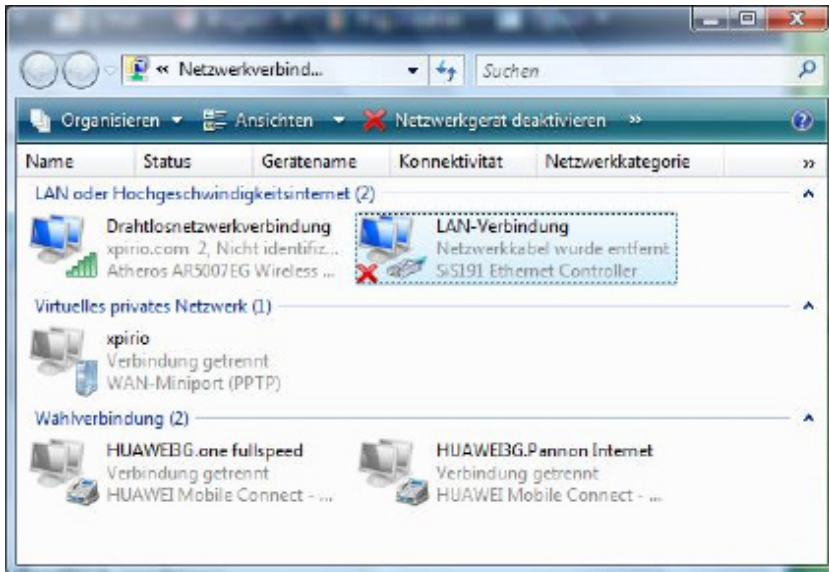 « Netzwerkverbind...
Suchen
Organisieren Ansichten Netzwerkgerät deaktivieren »
Name Status Gerätename Konnektivität Netzwerkkategorie »
LAN oder Hochgeschwindigkeitsinternet (2)
Drahtlosnetzwerkverbindung
xpirio.com 2, Nicht identifiz...
Atheros AR5007EG Wireless ...
LAN-Verbindung
Netzwerkkabel wurde entfernt
SiS191 Ethernet Controller
Virtuelles privates Netzwerk (1)
xpirio
Verbindung getrennt
WAN-Miniport (PPTP)
Wählverbindung (2)
HUAWEI3G.one fullspeed
Verbindung getrennt
HUAWEI Mobile Connect - ...
HUAWEI3G.Pannon Internet
Verbindung getrennt
HUAWEI Mobile Connect - ...